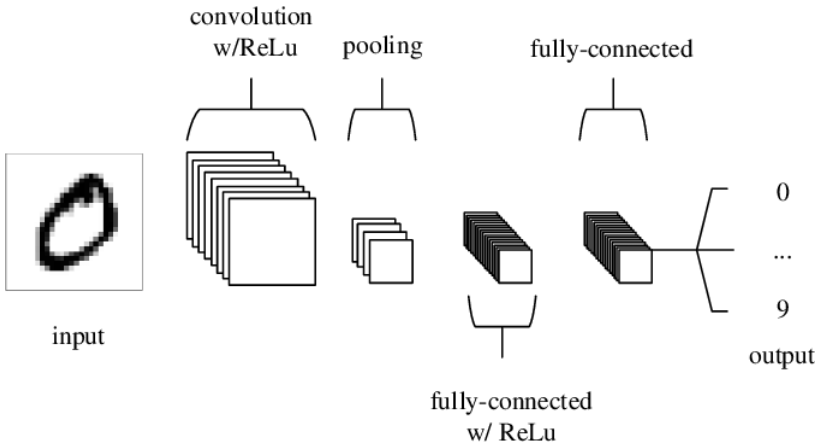 convolution
w/ReLu
pooling
fully-connected
0
...
9
input
output
fully-connected
w/ ReLu